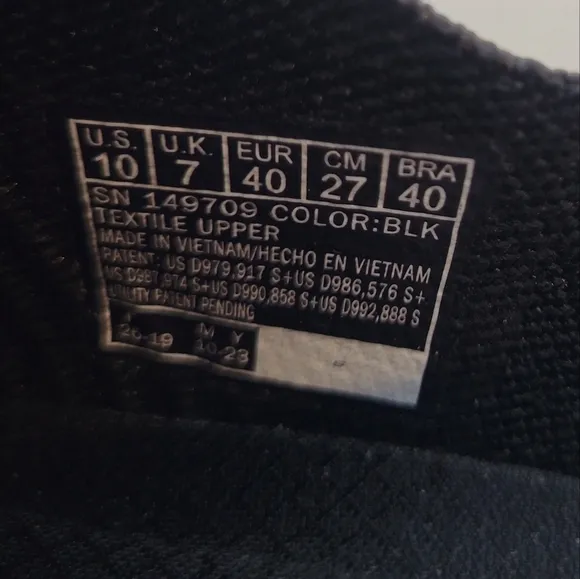 U.S. U.K. EUR CM BRA
10 7 40 27 40
SN 149709 COLOR:BLK
TEXTILE UPPER
MADE IN VIETNAM/HECHO EN VIETNAM
PATENT: US D979,917 S+US D986,576 S+
US D987,974 S+US D990,858 S+US D992,888 S
UTILITY PATENT PENDING
M Y
26-19 10-23